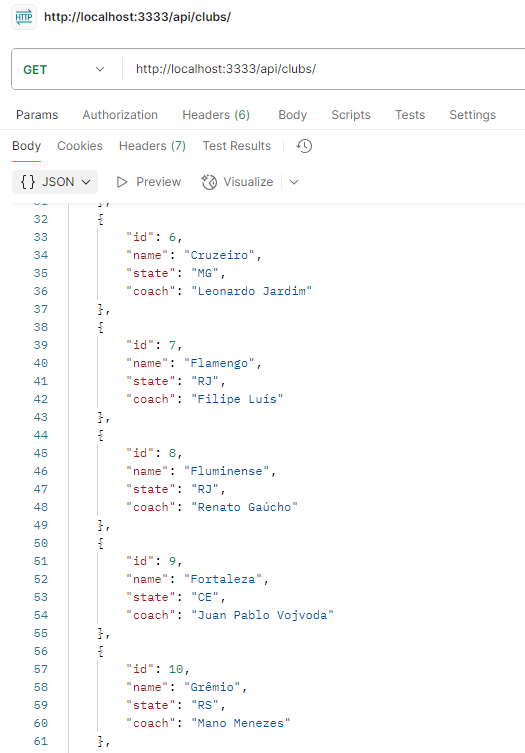 HTTP http://localhost:3333/api/clubs/
GET http://localhost:3333/api/clubs/
Params Authorization Headers (6) Body Scripts Tests Settings
Body Cookies Headers (7) Test Results
{ } JSON Preview Visualize
31 },
32 {
33 "id": 6,
34 "name": "Cruzeiro",
35 "state": "MG",
36 "coach": "Leonardo Jardim"
37 },
38 {
39 "id": 7,
40 "name": "Flamengo",
41 "state": "RJ",
42 "coach": "Filipe Luís"
43 },
44 {
45 "id": 8,
46 "name": "Fluminense",
47 "state": "RJ",
48 "coach": "Renato Gaúcho"
49 },
50 {
51 "id": 9,
52 "name": "Fortaleza",
53 "state": "CE",
54 "coach": "Juan Pablo Vojvoda"
55 },
56 {
57 "id": 10,
58 "name": "Grêmio",
59 "state": "RS",
60 "coach": "Mano Menezes"
61 },